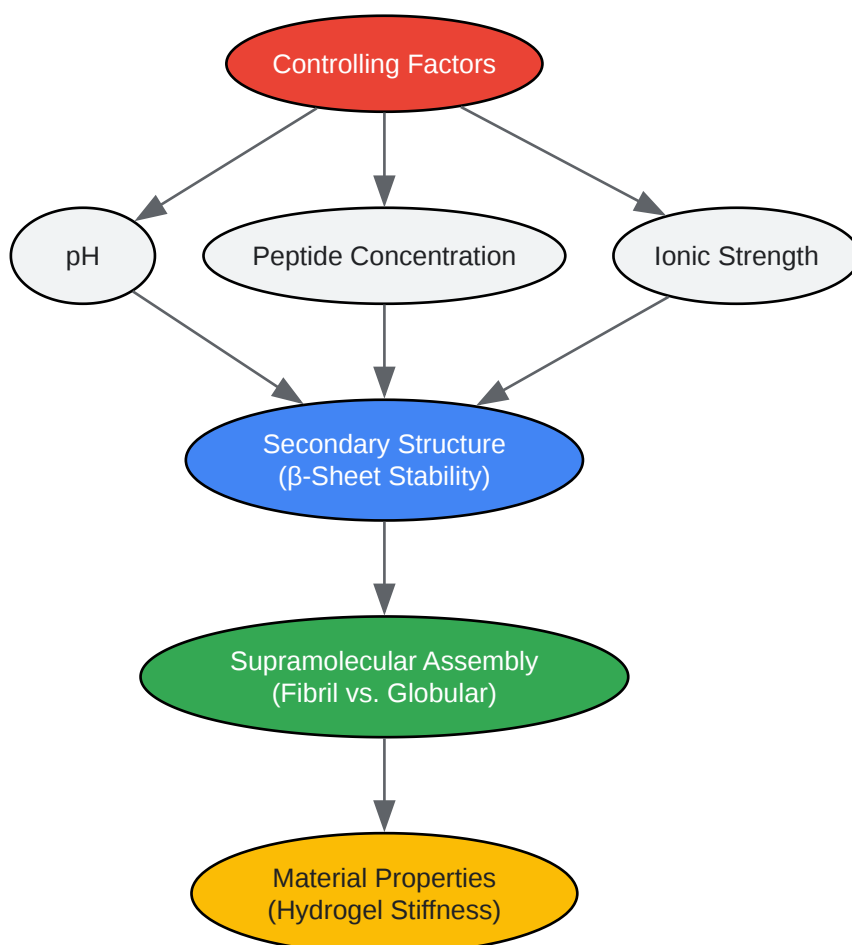 Controlling Factors
pH
Peptide Concentration
Ionic Strength
Secondary Structure
(β-Sheet Stability)
Supramolecular Assembly
(Fibril vs. Globular)
Material Properties
(Hydrogel Stiffness)